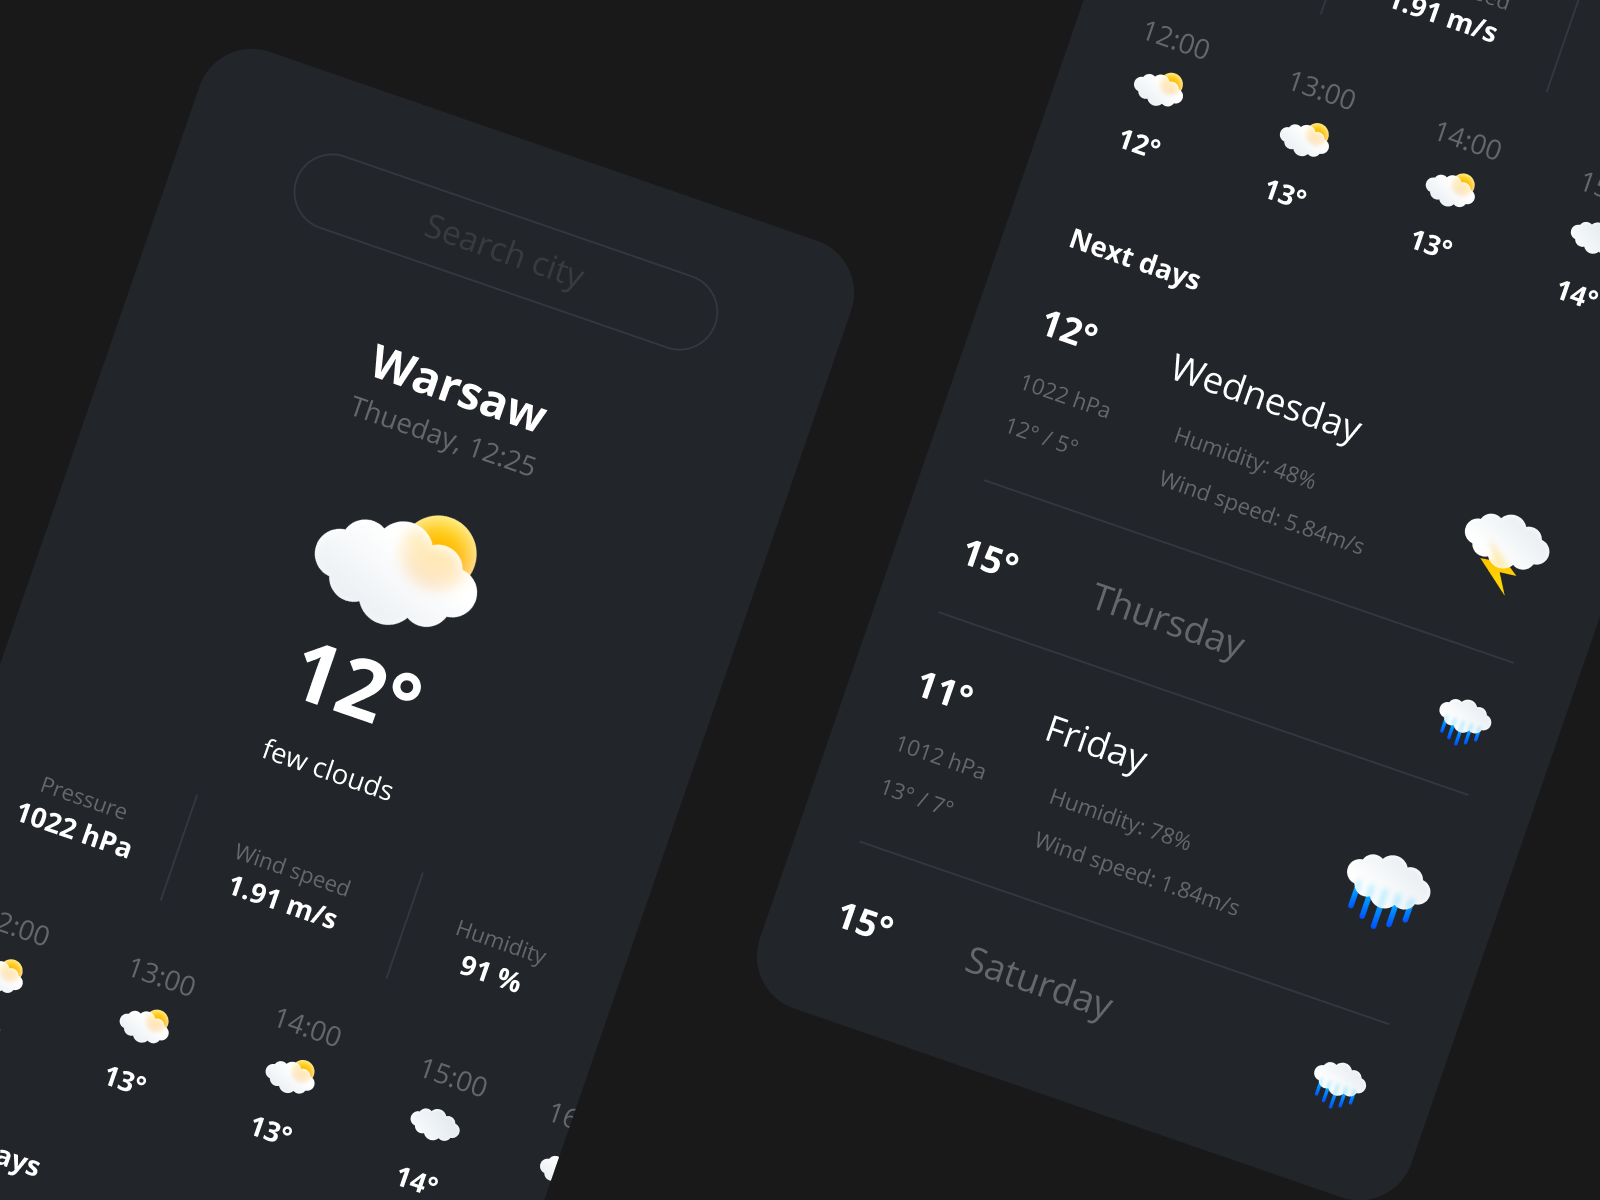 Search city
Warsaw
Thueday, 12:25
12°
few clouds
Pressure
1022 hPa
Wind speed
1.91 m/s
Humidity
91 %
2:00
13:00
13°
14:00
13°
15:00
14°
16
ays
1.91 m/s
12:00
12°
13:00
13°
14:00
13°
14°
Next days
12°
Wednesday
1022 hPa
12° / 5°
Humidity: 48%
Wind speed: 5.84m/s
15°
Thursday
11°
Friday
1012 hPa
13° / 7°
Humidity: 78%
Wind speed: 1.84m/s
15°
Saturday